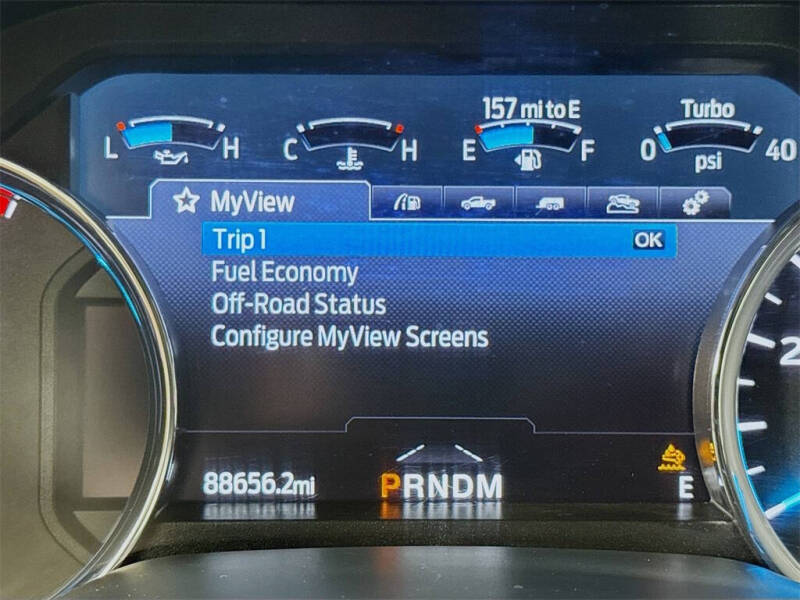 157 mi to E
Turbo
L H
C H
E F
0 40
psi
MyView
Trip 1 OK
Fuel Economy
Off-Road Status
Configure MyView Screens
88656.2mi
PRNDM
E
2